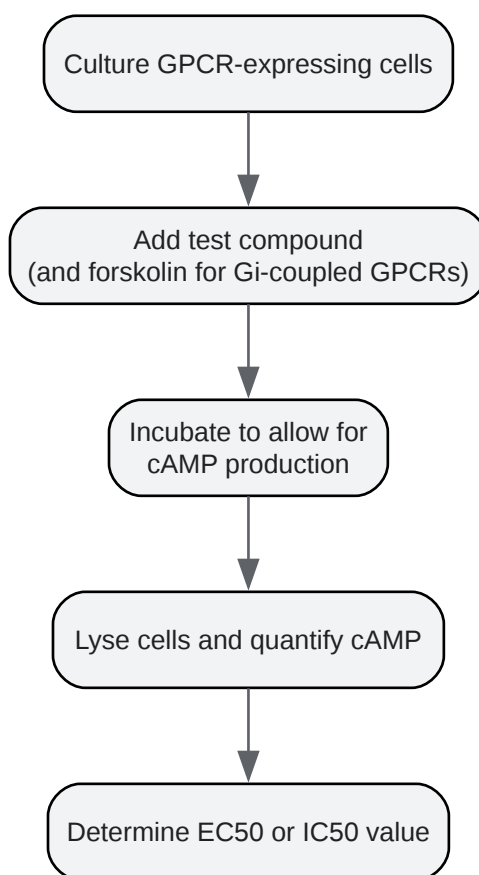 Culture GPCR-expressing cells
Add test compound
(and forskolin for Gi-coupled GPCRs)
Incubate to allow for
cAMP production
Lyse cells and quantify cAMP
Determine EC50 or IC50 value